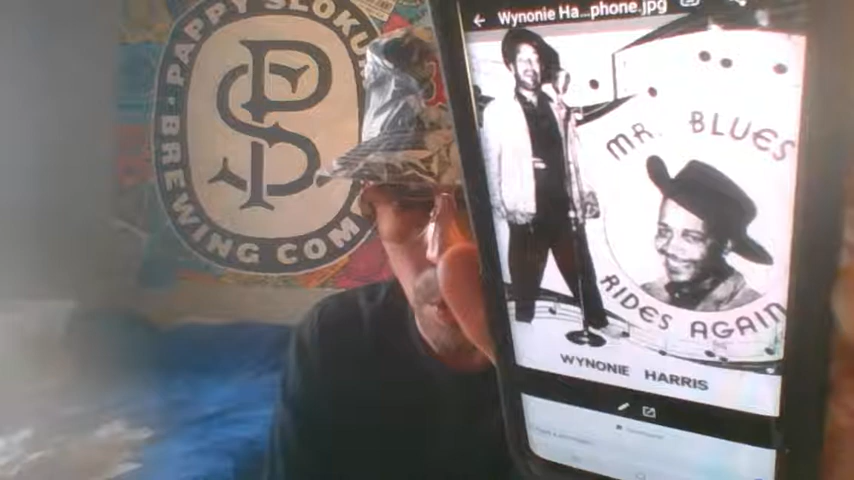 PAPPY SLOKU
PS
BREWING COM
Wynonie Ha...phone.jpg
MR. BLUES
RIDES AGAIN
WYNONIE HARRIS